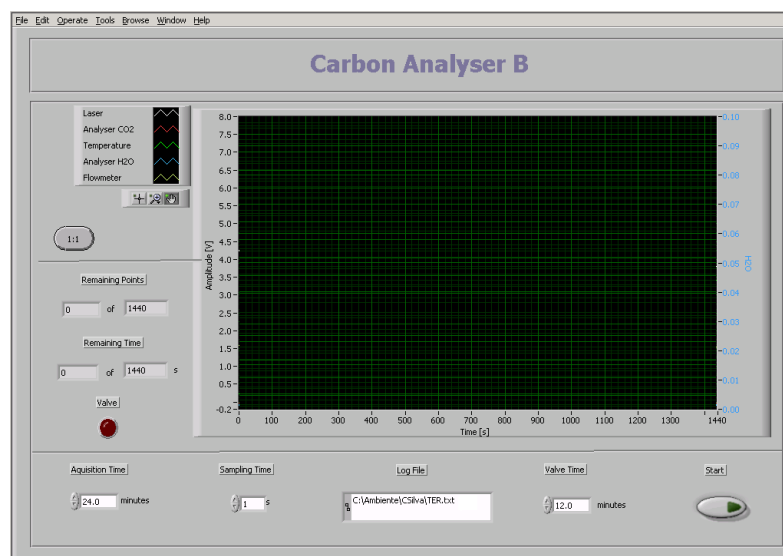 File Edit Operate Tools Browse Window Help
Carbon Analyser B
Laser
Analyser CO2
Temperature
Analyser H2O
Flowmeter
1:1
Remaining Points
0 of 1440
Remaining Time
0 of 1440 s
Valve
Amplitude [V]
8.0
7.5
7.0
6.5
6.0
5.5
5.0
4.5
4.0
3.5
3.0
2.5
2.0
1.5
1.0
0.5
-0.2
0 100 200 300 400 500 600 700 800 900 1000 1100 1200 1300 1440
Time [s]
0.10
0.09
0.08
0.07
0.06
0.05
0.04
0.03
0.02
0.01
0.00
H2O
Aquisition Time
24.0 minutes
Sampling Time
1 s
Log File
C:\Ambiente\CSilva\TER.txt
Valve Time
12.0 minutes
Start